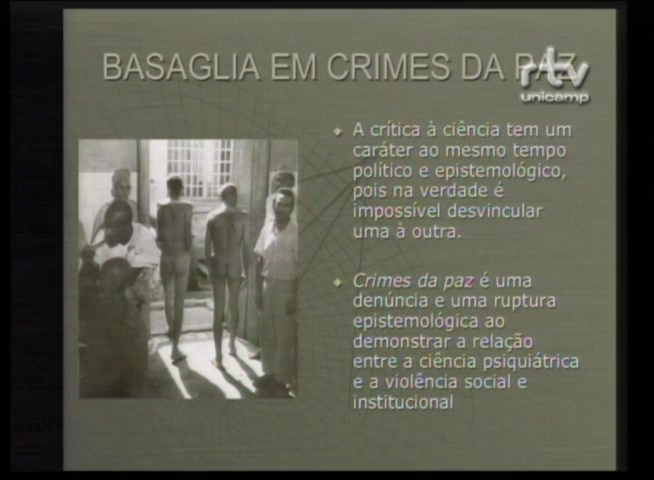 BASAGLIA EM CRIMES DA PAZ
rtv
unicamp
A crítica à ciência tem um
caráter ao mesmo tempo
político e epistemológico,
pois na verdade é
impossível desvincular
uma à outra.
Crimes da paz é uma
denúncia e uma ruptura
epistemológica ao
demonstrar a relação
entre a ciência psiquiátrica
e a violência social e
institucional